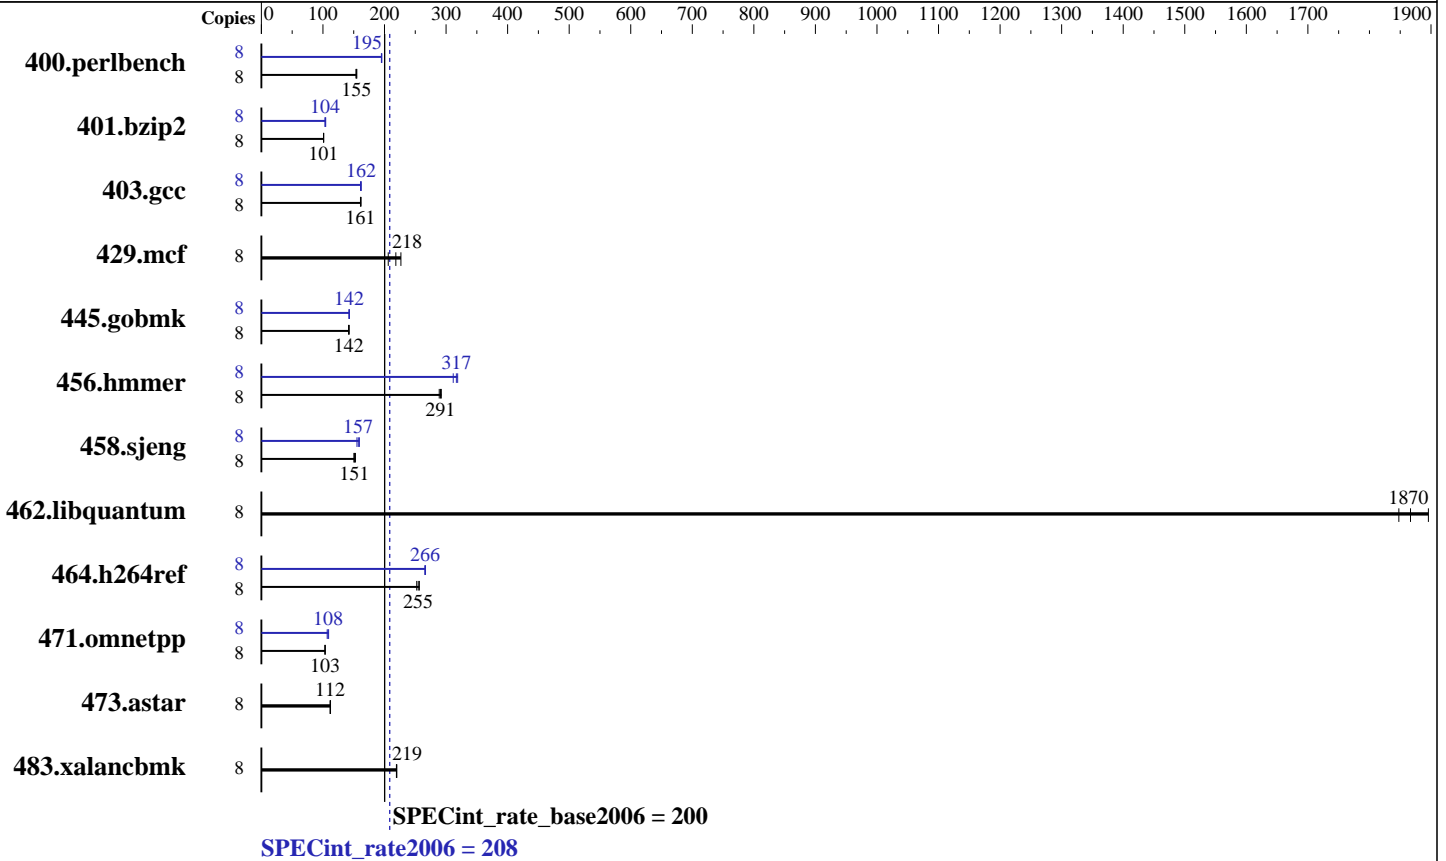 Copies 0 100 200 300 400 500 600 700 800 900 1000 1100 1200 1300 1400 1500 1600 1700 1900
400.perlbench 8 195
8 155
401.bzip2 8 104
8 101
403.gcc 8 162
8 161
429.mcf 8 218
445.gobmk 8 142
8 142
456.hmmer 8 317
8 291
458.sjeng 8 157
8 151
462.libquantum 8 1870
464.h264ref 8 266
8 255
471.omnetpp 8 108
8 103
473.astar 8 112
483.xalancbmk 8 219
SPECint_rate_base2006 = 200
SPECint_rate2006 = 208